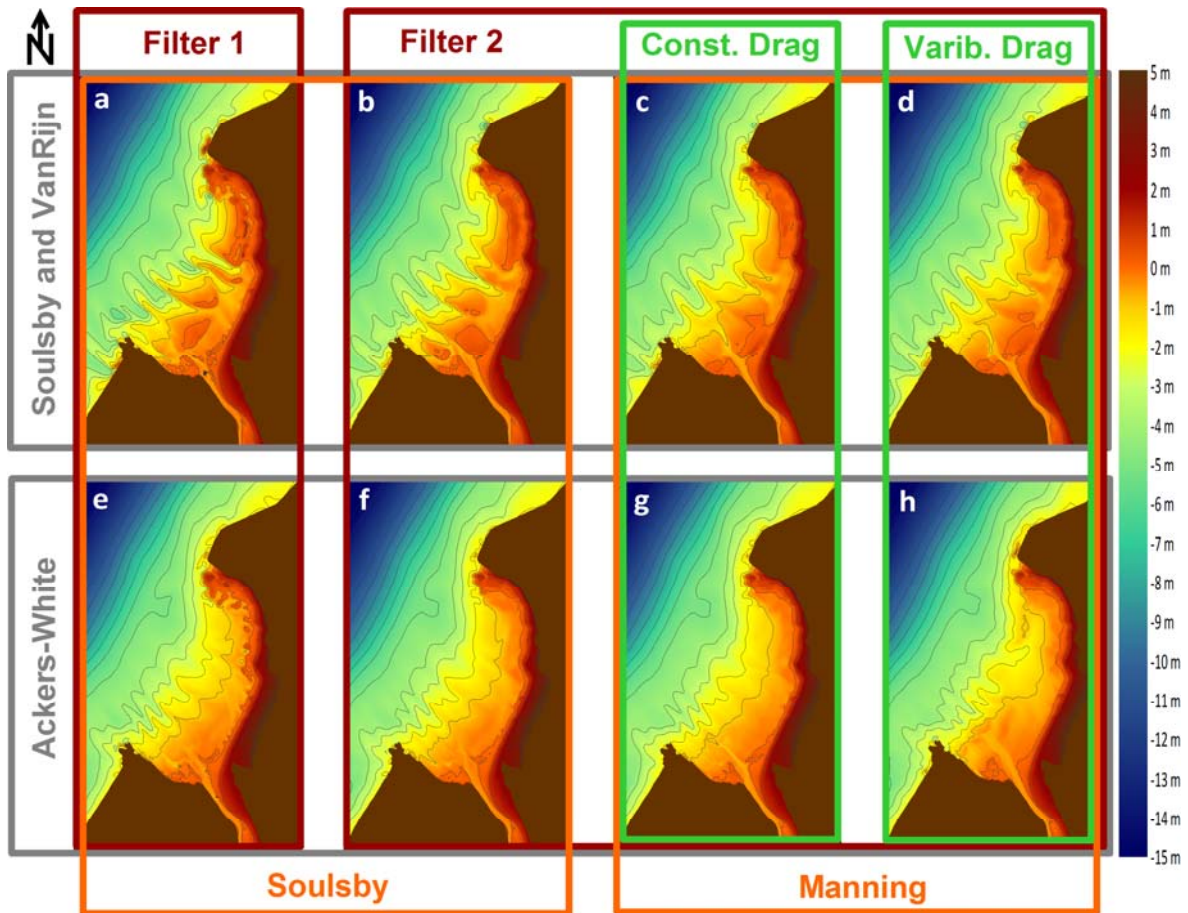 N
Filter 1
Filter 2
Const. Drag
Varib. Drag
Soulsby and VanRijn
a
b
c
d
Ackers-White
e
f
g
h
Soulsby
Manning
5 m
4 m
3 m
2 m
1 m
0 m
-1 m
-2 m
-3 m
-4 m
-5 m
-6 m
-7 m
-8 m
-9 m
-10 m
-11 m
-12 m
-13 m
-14 m
-15 m